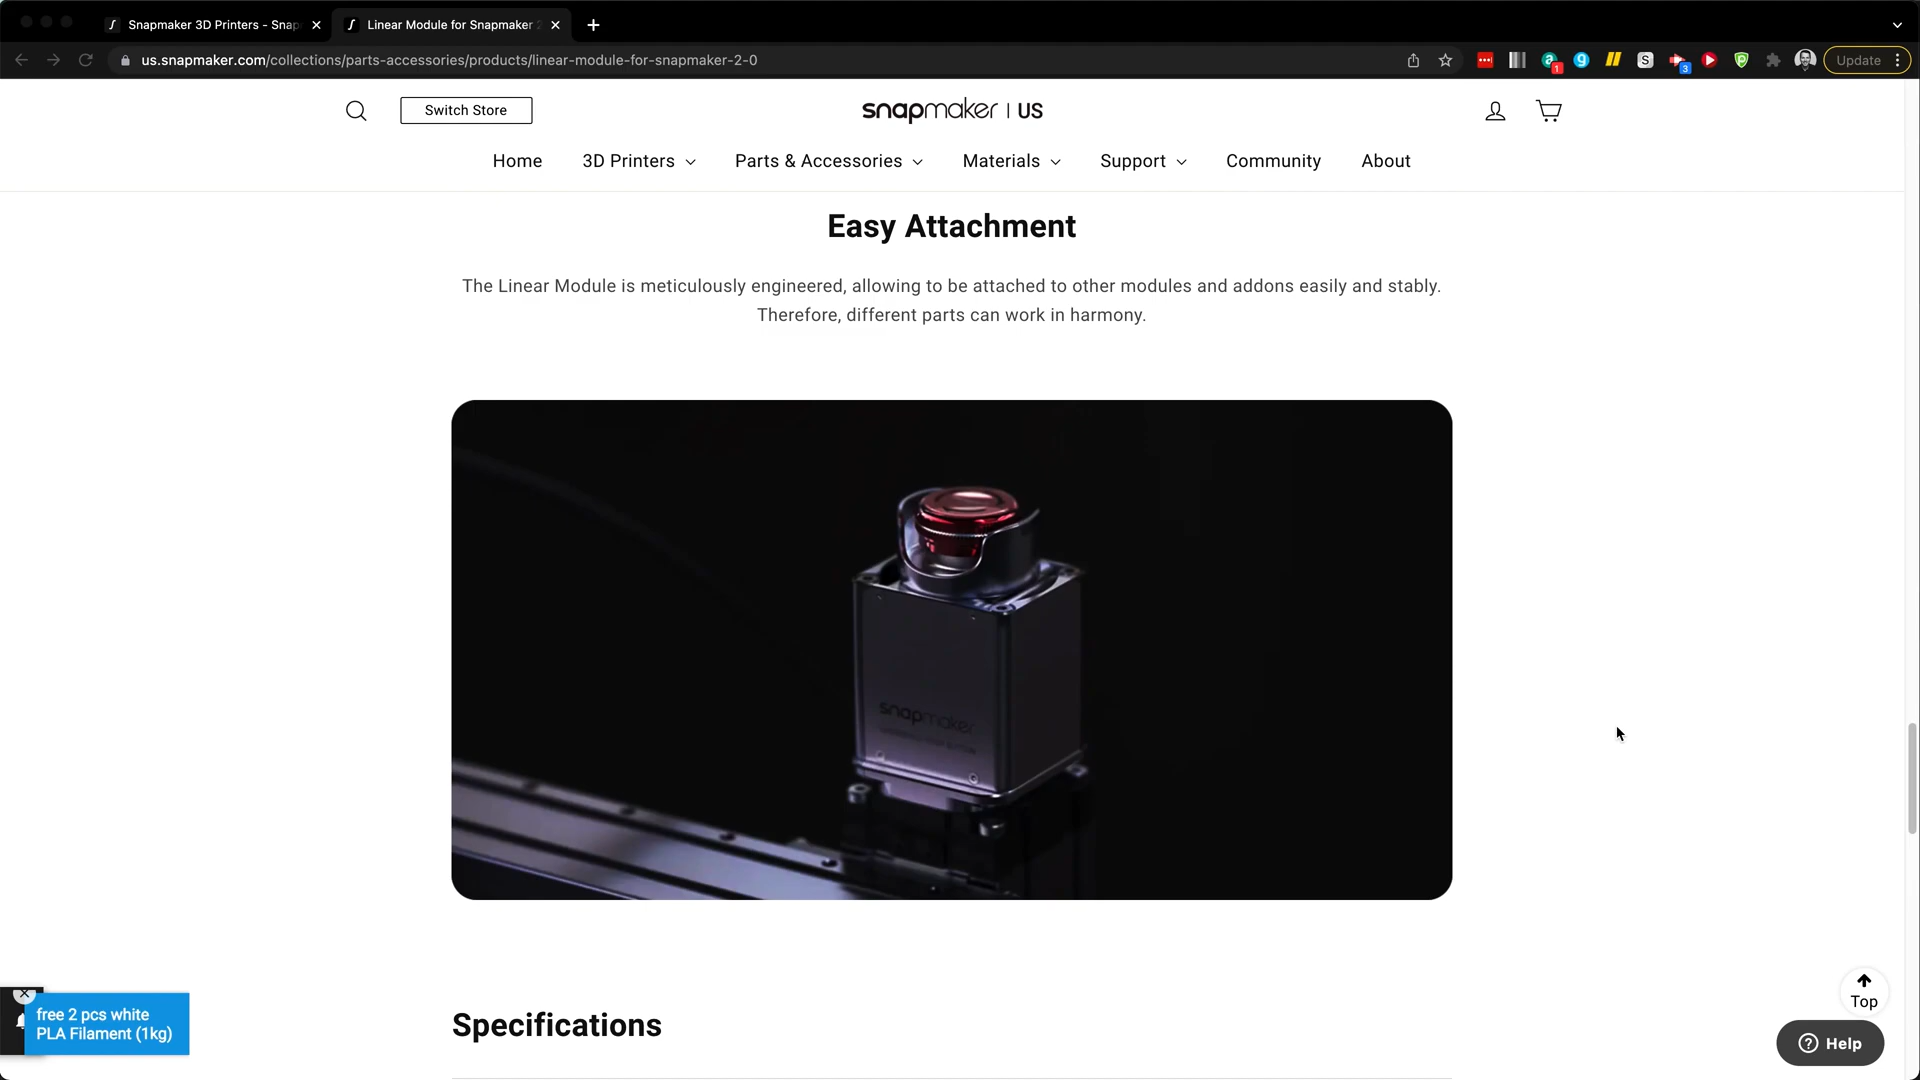 Snapmaker 3D Printers - Snap
Linear Module for Snapmaker 2
us.snapmaker.com/collections/parts-accessories/products/linear-module-for-snapmaker-2-0
1
3
Update
Switch Store
snapmaker | US
Home
3D Printers
Parts & Accessories
Materials
Support
Community
About
Easy Attachment
The Linear Module is meticulously engineered, allowing to be attached to other modules and addons easily and stably.
Therefore, different parts can work in harmony.
snapmaker
free 2 pcs white
PLA Filament (1kg)
Specifications
Top
Help